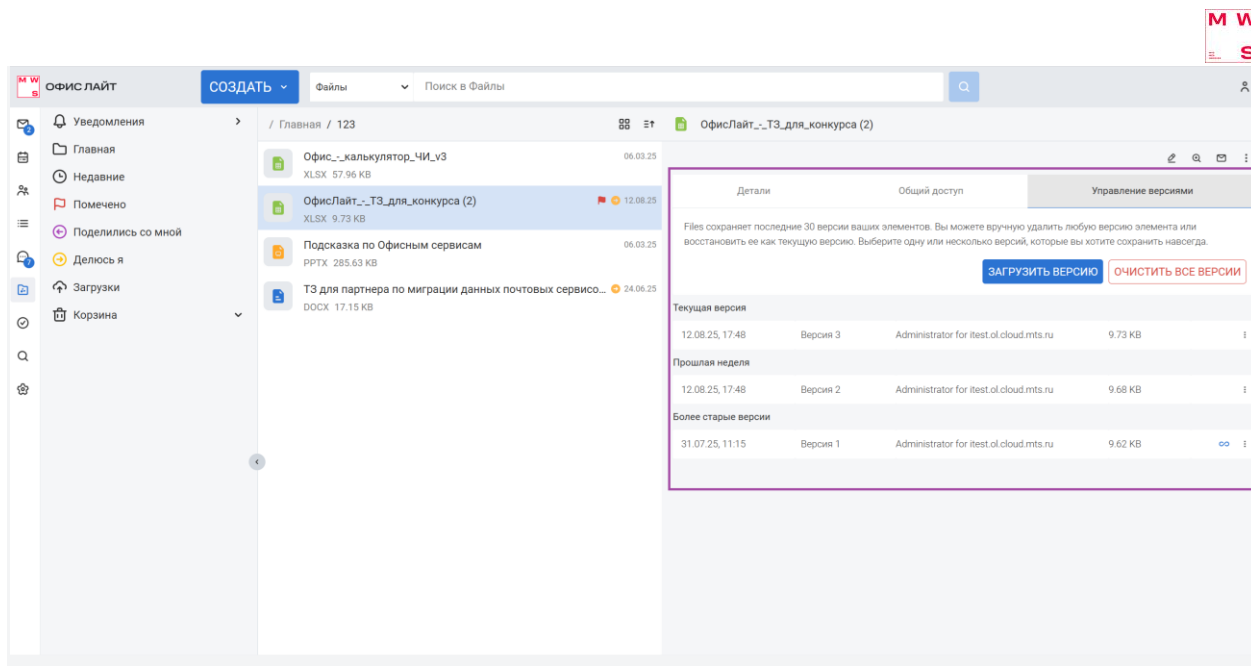 M W
S
M W
S
ОФИС ЛАЙТ
СОЗДАТЬ
Файлы
Поиск в Файлы
2
7
Уведомления
Главная
Недавние
Помечено
Поделились со мной
Делюсь я
Загрузки
Корзина
/ Главная / 123
Офис_-_калькулятор_ЧИ_v3
06.03.25
XLSX 57.96 KB
ОфисЛайт_-_ТЗ_для_конкурса (2)
12.08.25
XLSX 9.73 KB
Подсказка по Офисным сервисам
06.03.25
PPTX 285.63 KB
ТЗ для партнера по миграции данных почтовых сервисо...
24.06.25
DOCX 17.15 KB
ОфисЛайт_-_ТЗ_для_конкурса (2)
Детали
Общий доступ
Управление версиями
Files сохраняет последние 30 версии ваших элементов. Вы можете вручную удалить любую версию элемента или
восстановить ее как текущую версию. Выберите одну или несколько версий, которые вы хотите сохранить навсегда.
ЗАГРУЗИТЬ ВЕРСИЮ
ОЧИСТИТЬ ВСЕ ВЕРСИИ
Текущая версия
12.08.25, 17:48 Версия 3 Administrator for itest.ol.cloud.mts.ru 9.73 KB
Прошлая неделя
12.08.25, 17:48 Версия 2 Administrator for itest.ol.cloud.mts.ru 9.68 KB
Более старые версии
31.07.25, 11:15 Версия 1 Administrator for itest.ol.cloud.mts.ru 9.62 KB